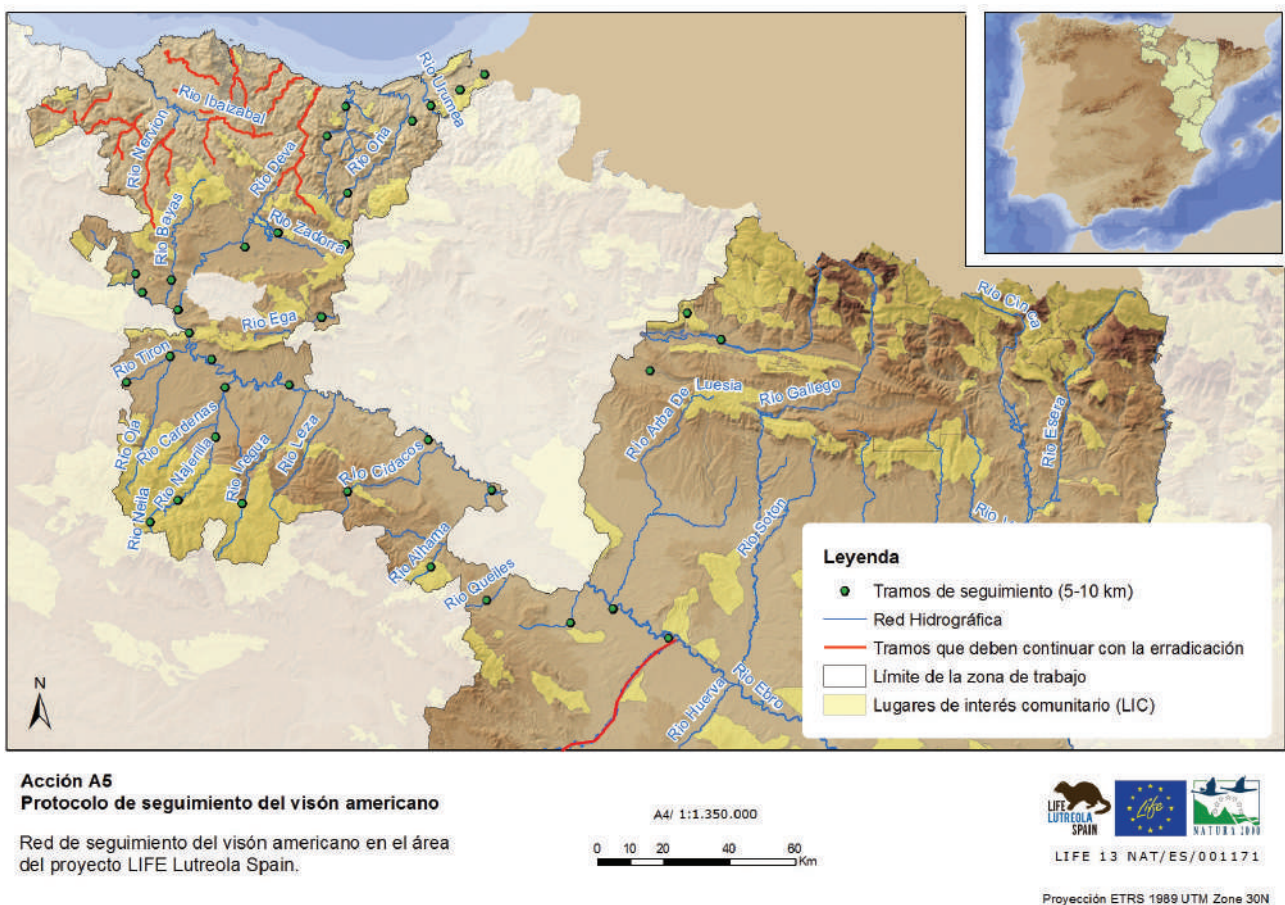 Río Urumea
Río Ibaizabal
Río Nervion
Río Oria
Río Deva
Río Bayas
Río Zadorra
Río Ega
Río Tiron
Río Cinca
Río Arba De Luesia
Río Gallego
Río Esera
Río Oja
Río Cardenas
Río Najerilla
Río Iregua
Río Leza
Río Cidacos
Río Neila
Río Alhama
Río Queiles
Río Soton
Río Huerva
Río Ebro
Leyenda
Tramos de seguimiento (5-10 km)
Red Hidrográfica
Tramos que deben continuar con la erradicación
Límite de la zona de trabajo
Lugares de interés comunitario (LIC)
N
Acción A5
Protocolo de seguimiento del visón americano
Red de seguimiento del visón americano en el área
del proyecto LIFE Lutreola Spain.
A4/ 1:1.350.000
0 10 20 40 60
Km
LIFE
LUTREOLA
SPAIN
Life
NATURA 2000
LIFE 13 NAT/ES/001171
Proyección ETRS 1989 UTM Zone 30N